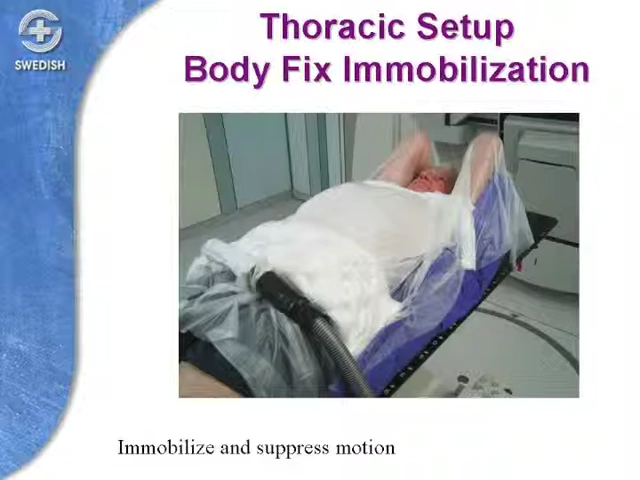 Thoracic Setup
Body Fix Immobilization
SWEDISH
Immobilize and suppress motion